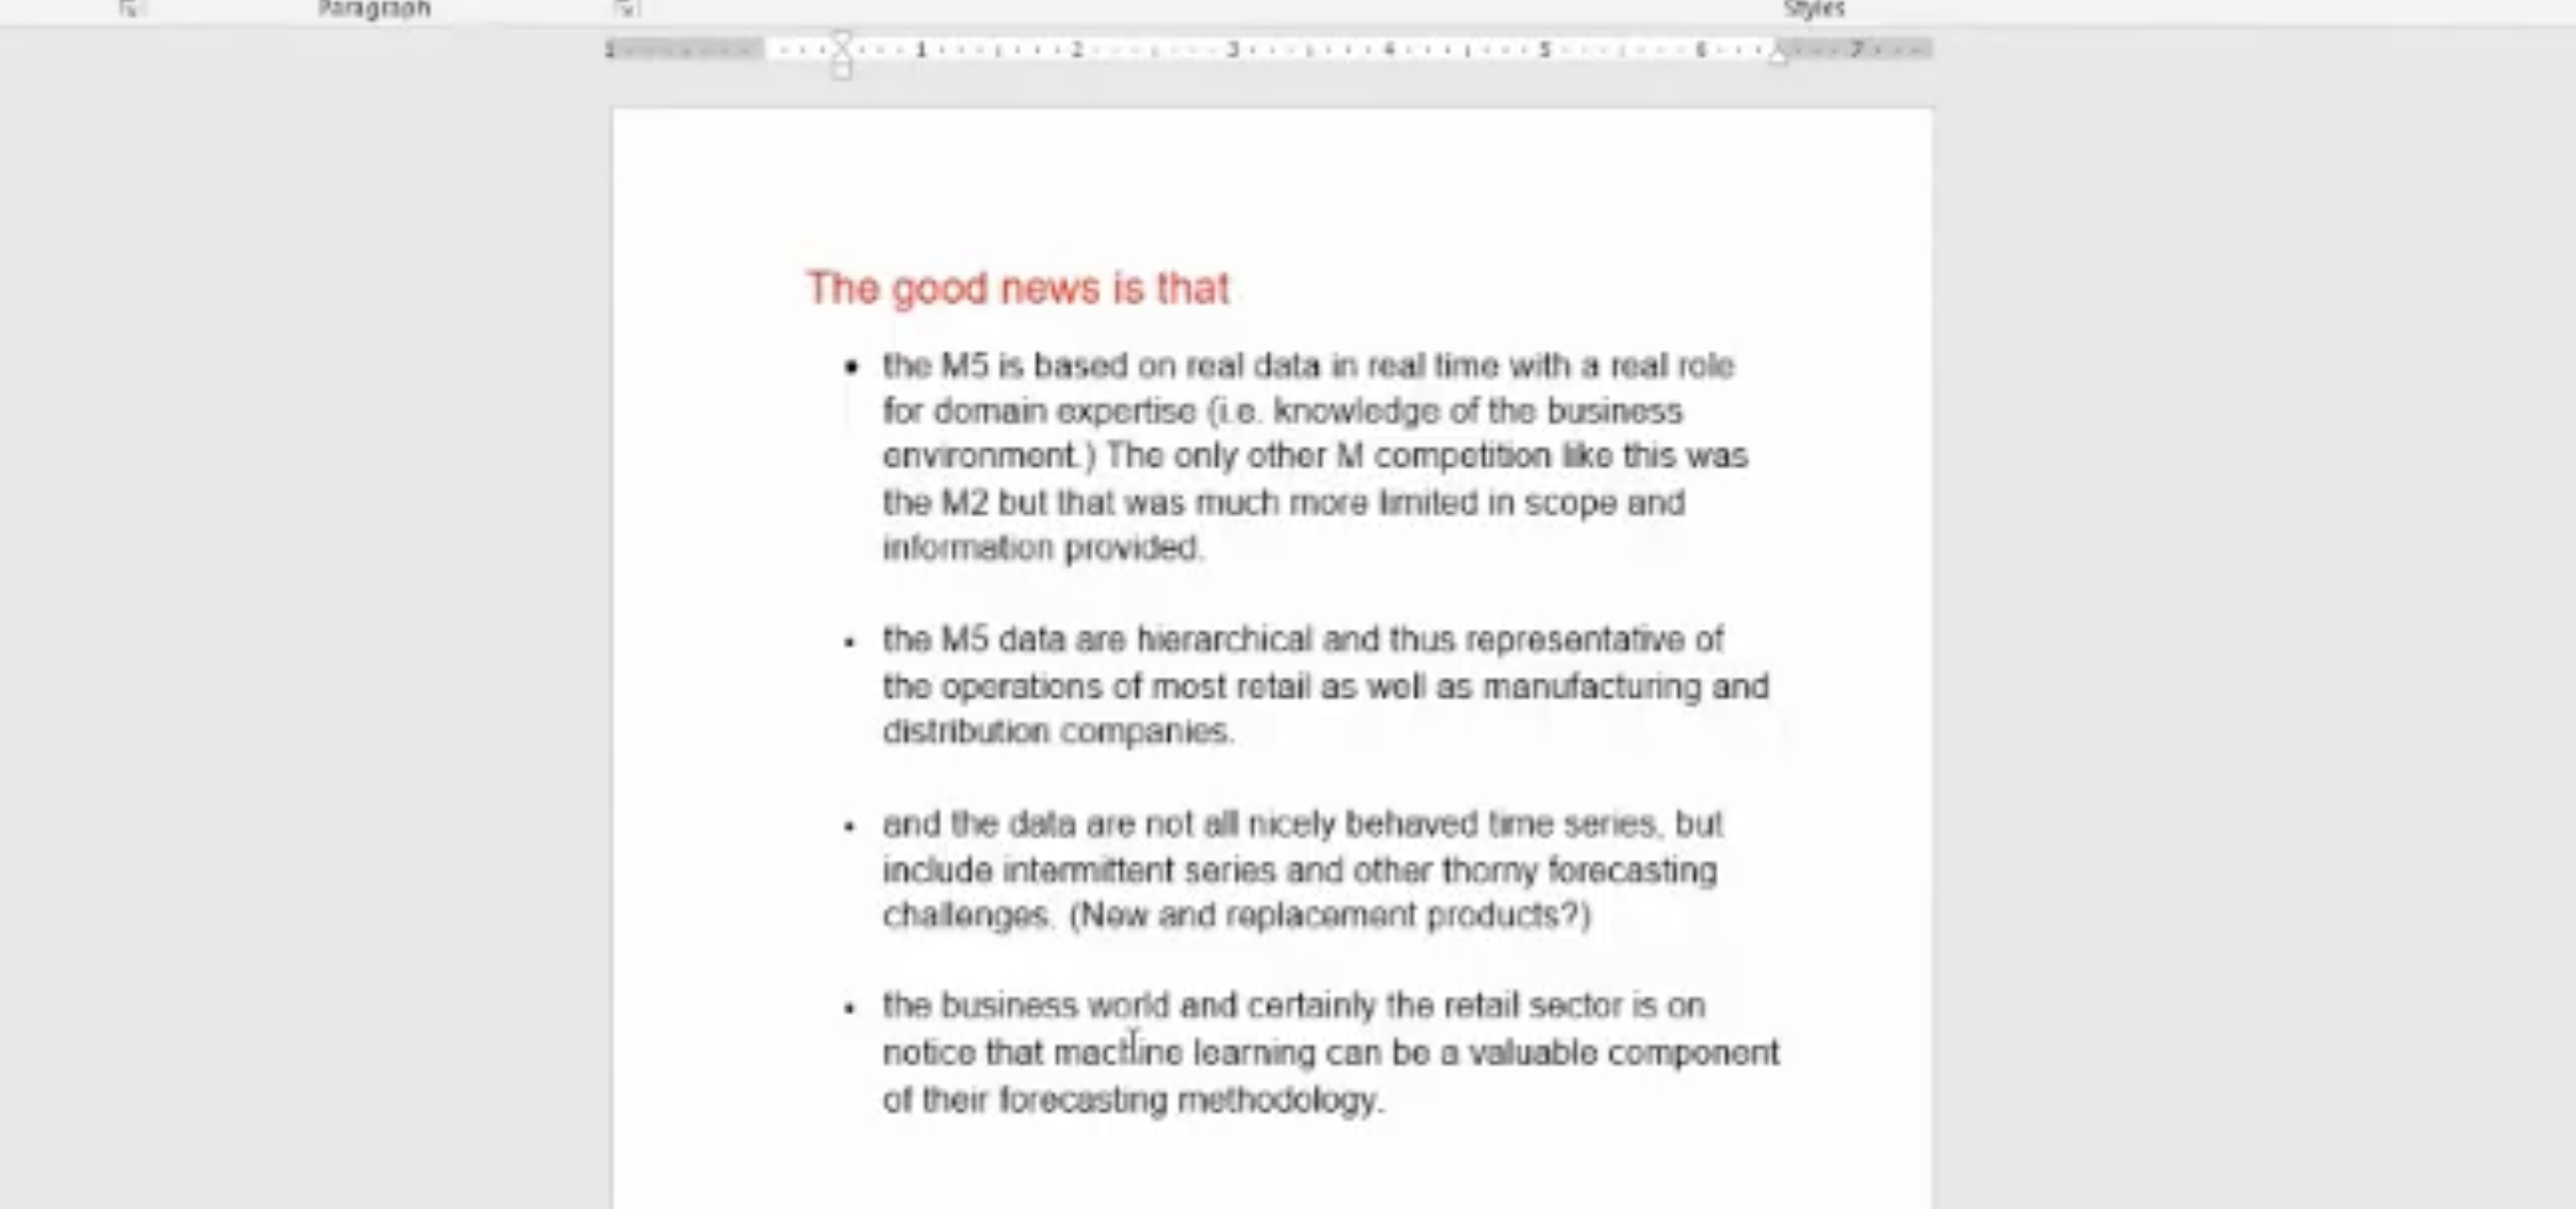 Paragraph
Styles
1 1 2 3 4 5 6 7
The good news is that
• the M5 is based on real data in real time with a real role
for domain expertise (i.e. knowledge of the business
environment.) The only other M competition like this was
the M2 but that was much more limited in scope and
information provided.
• the M5 data are hierarchical and thus representative of
the operations of most retail as well as manufacturing and
distribution companies.
• and the data are not all nicely behaved time series, but
include intermittent series and other thorny forecasting
challenges. (New and replacement products?)
• the business world and certainly the retail sector is on
notice that machine learning can be a valuable component
of their forecasting methodology.